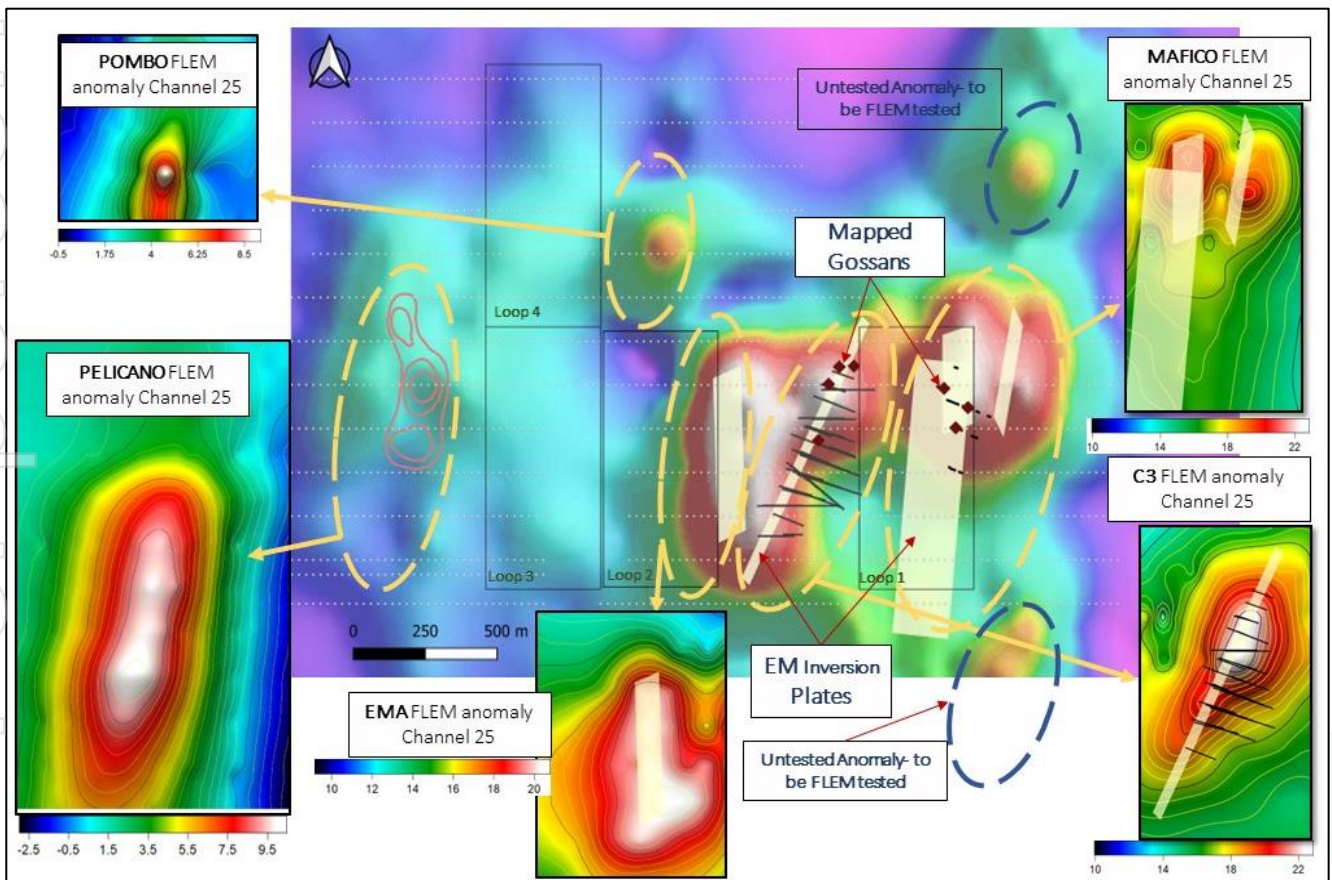 POMBO FLEM
anomaly Channel 25
-0.5 1.75 4 6.25 8.5
Untested Anomaly- to
be FLEM tested
MAFICO FLEM
anomaly Channel 25
10 14 18 22
Mapped
Gossans
Loop 4
Loop 3
Loop 2
Loop 1
PELICANO FLEM
anomaly Channel 25
-2.5 -0.5 1.5 3.5 5.5 7.5 9.5
0 250 500 m
EMA FLEM anomaly
Channel 25
10 12 14 16 18 20
EM Inversion
Plates
Untested Anomaly- to
be FLEM tested
C3 FLEM anomaly
Channel 25
10 14 18 22